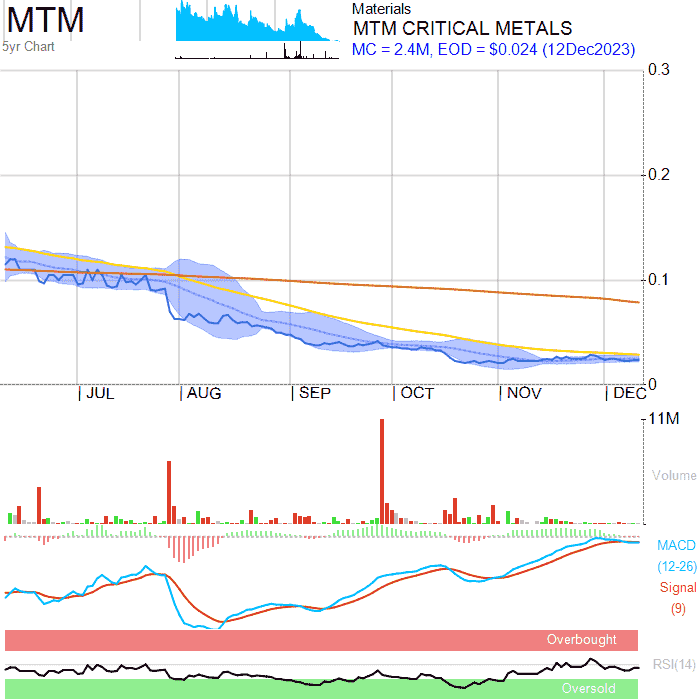 MTM
5yr Chart
Materials
MTM CRITICAL METALS
MC = 2.4M, EOD = $0.024 (12Dec2023)
0.3
0.2
0.1
0
JUL AUG SEP OCT NOV DEC
11M
Volume
MACD
(12-26)
Signal
(9)
Overbought
RSI(14)
Oversold